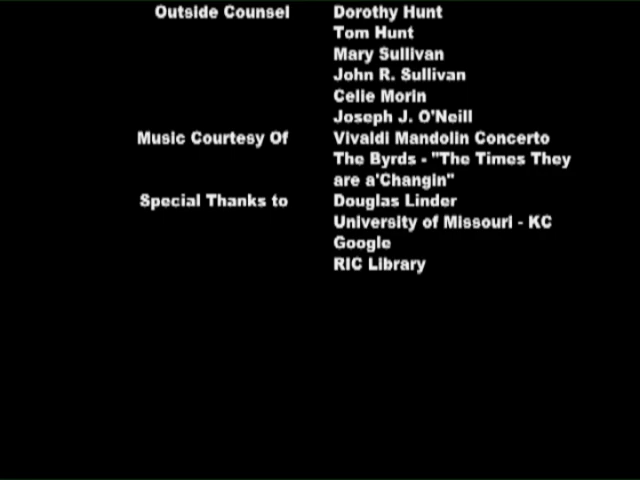 Outside Counsel Dorothy Hunt
Tom Hunt
Mary Sullivan
John R. Sullivan
Celie Morin
Joseph J. O'Neill
Music Courtesy Of Vivaldi Mandolin Concerto
The Byrds - "The Times They
are a'Changin"
Special Thanks to Douglas Linder
University of Missouri - KC
Google
RIC Library